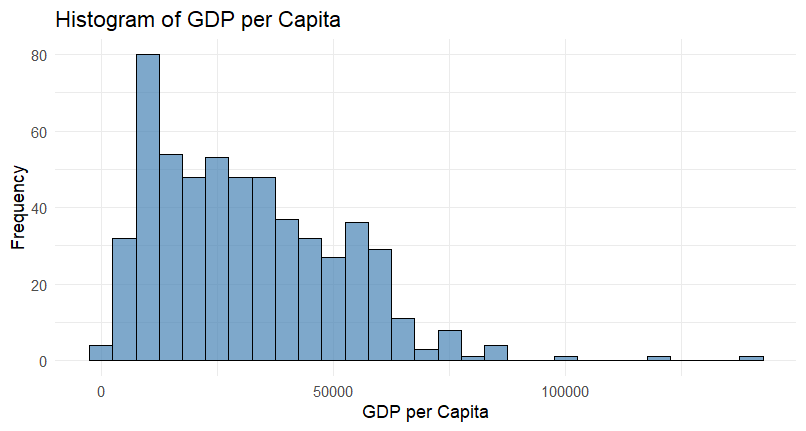 Histogram of GDP per Capita
80
60
40
20
0
Frequency
0 50000 100000
GDP per Capita